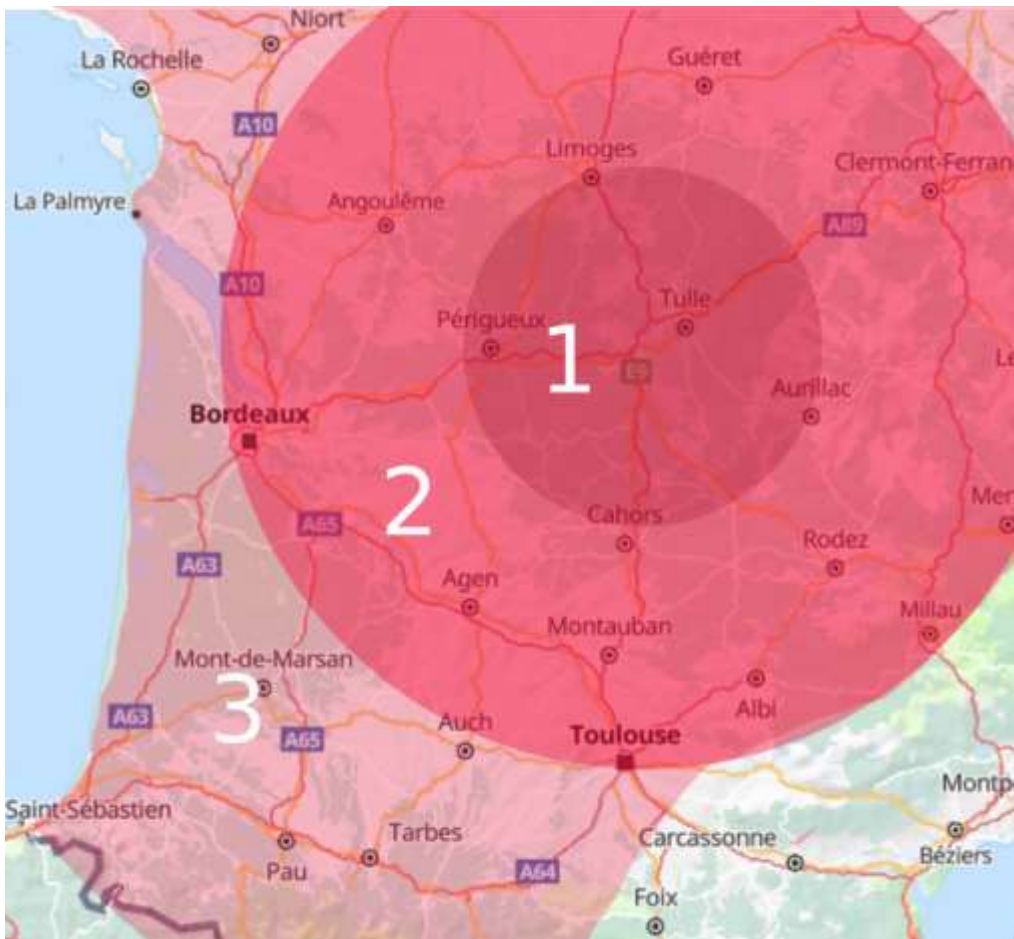 Niort
La Rochelle
Guéret
A10
Limoges
Clermont-Ferran
La Palmyre
Angoulême
A89
A10
Tulle
Périgueux
1
Aurillac
Bordeaux
2
Cahors
A65
Rodez
A63
Agen
Millau
Montauban
Mont-de-Marsan
3
Albi
A63
A65
Auch
Toulouse
Montp
Saint-Sébastien
Tarbes
Carcassonne
Béziers
Pau
A64
Foix